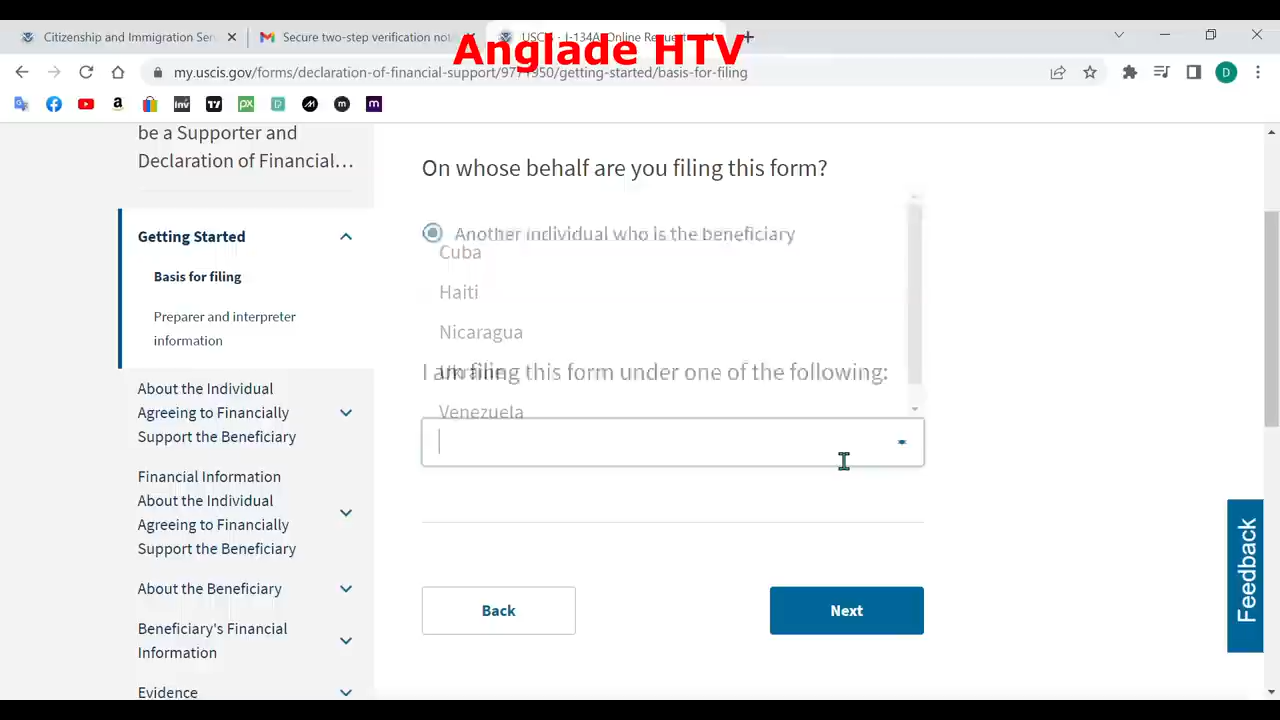 Citizenship and Immigration Ser
Secure two-step verification not
USCIS - I-134A Online Request
Anglade HTV
my.uscis.gov/forms/declaration-of-financial-support/9771950/getting-started/basis-for-filing
D
be a Supporter and
Declaration of Financial…
Getting Started
Basis for filing
Preparer and interpreter
information
About the Individual
Agreeing to Financially
Support the Beneficiary
Financial Information
About the Individual
Agreeing to Financially
Support the Beneficiary
About the Beneficiary
Beneficiary's Financial
Information
Evidence
On whose behalf are you filing this form?
Another individual who is the beneficiary
Cuba
Haiti
Nicaragua
Ukraine
I am filing this form under one of the following:
Venezuela
Back
Next
Feedback